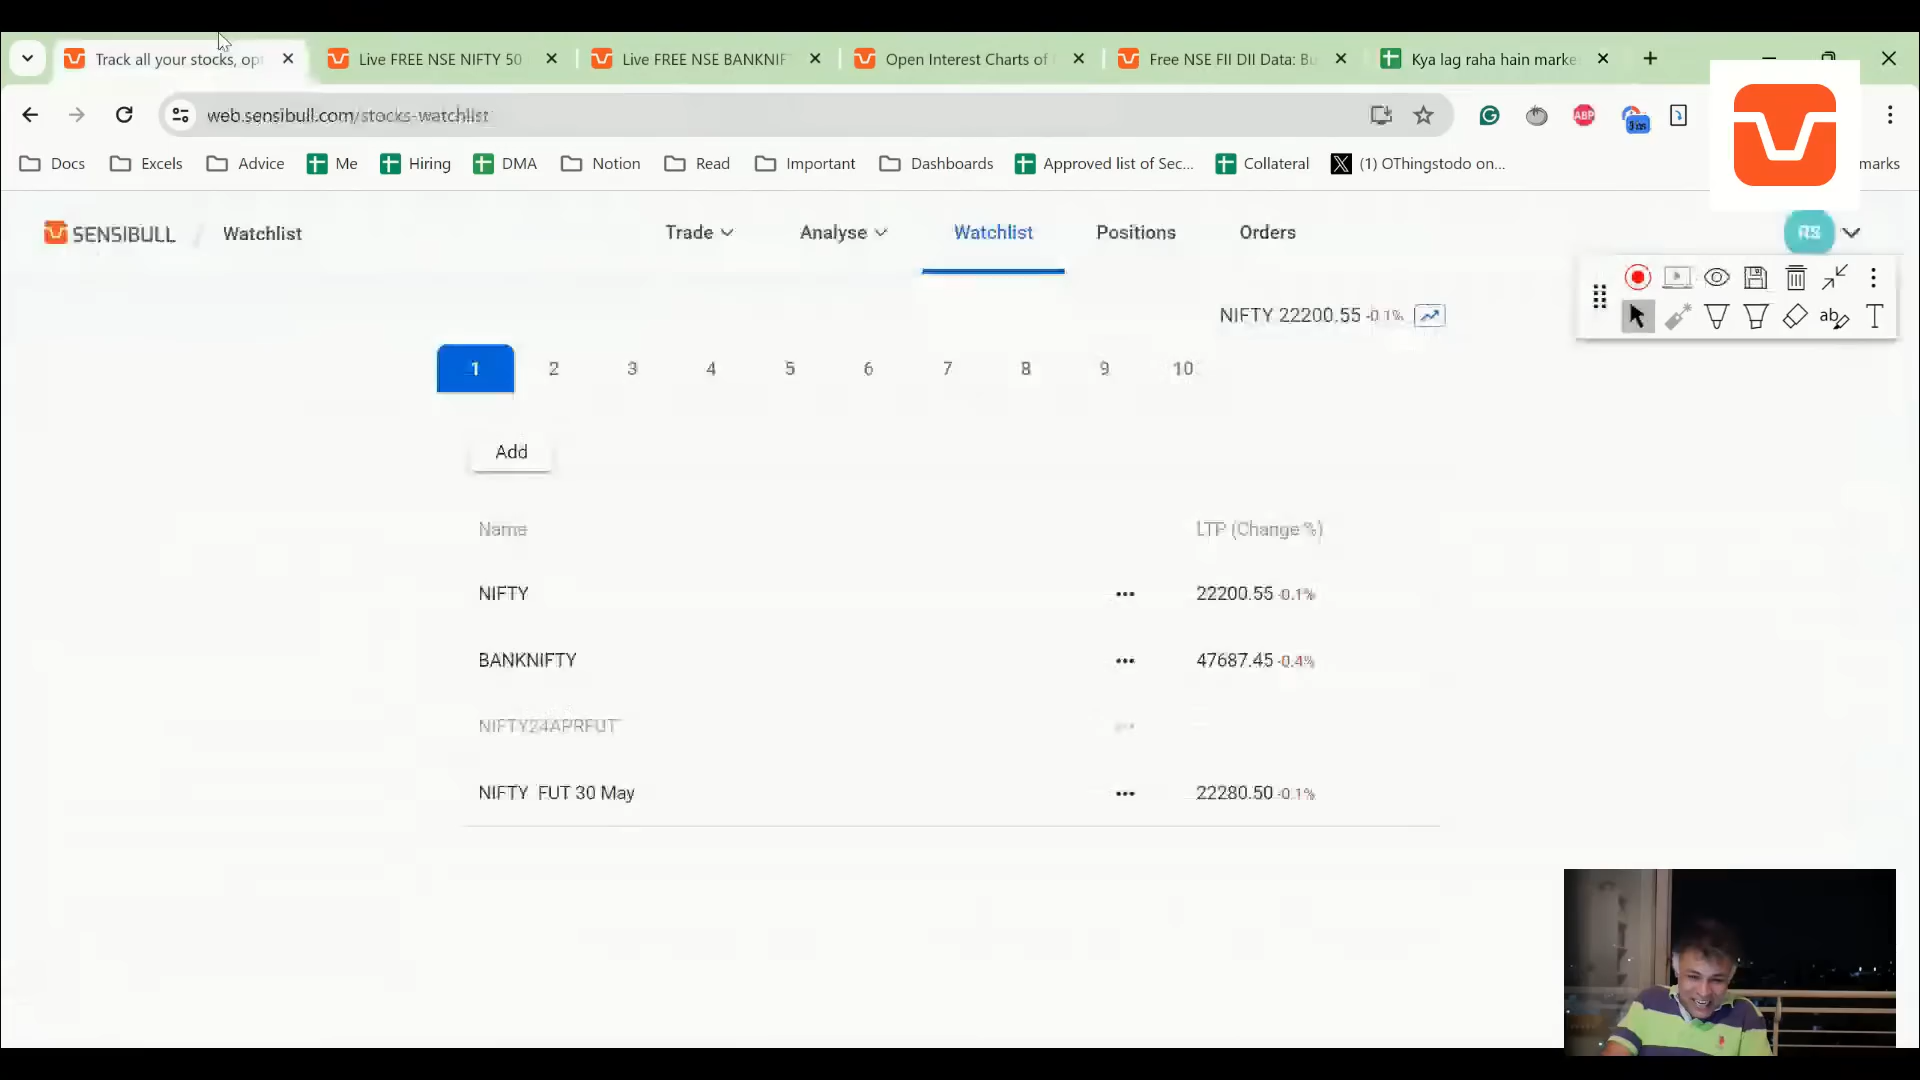 Track all your stocks, opt
Live FREE NSE NIFTY 50
Live FREE NSE BANKNIF
Open Interest Charts of
Free NSE FII DII Data: Bu
Kya lag raha hain marke
web.sensibull.com/stocks-watchlist
ABP
Docs
Excels
Advice
Me
Hiring
DMA
Notion
Read
Important
Dashboards
Approved list of Sec...
Collateral
(1) OThingstodo on...
marks
SENSIBULL / Watchlist
Trade
Analyse
Watchlist
Positions
Orders
RS
NIFTY 22200.55 -0.1%
1 2 3 4 5 6 7 8 9 10
Add
Name LTP (Change %)
NIFTY ••• 22200.55 -0.1%
BANKNIFTY ••• 47687.45 -0.4%
NIFTY24APRFUT
NIFTY FUT 30 May ••• 22280.50 -0.1%